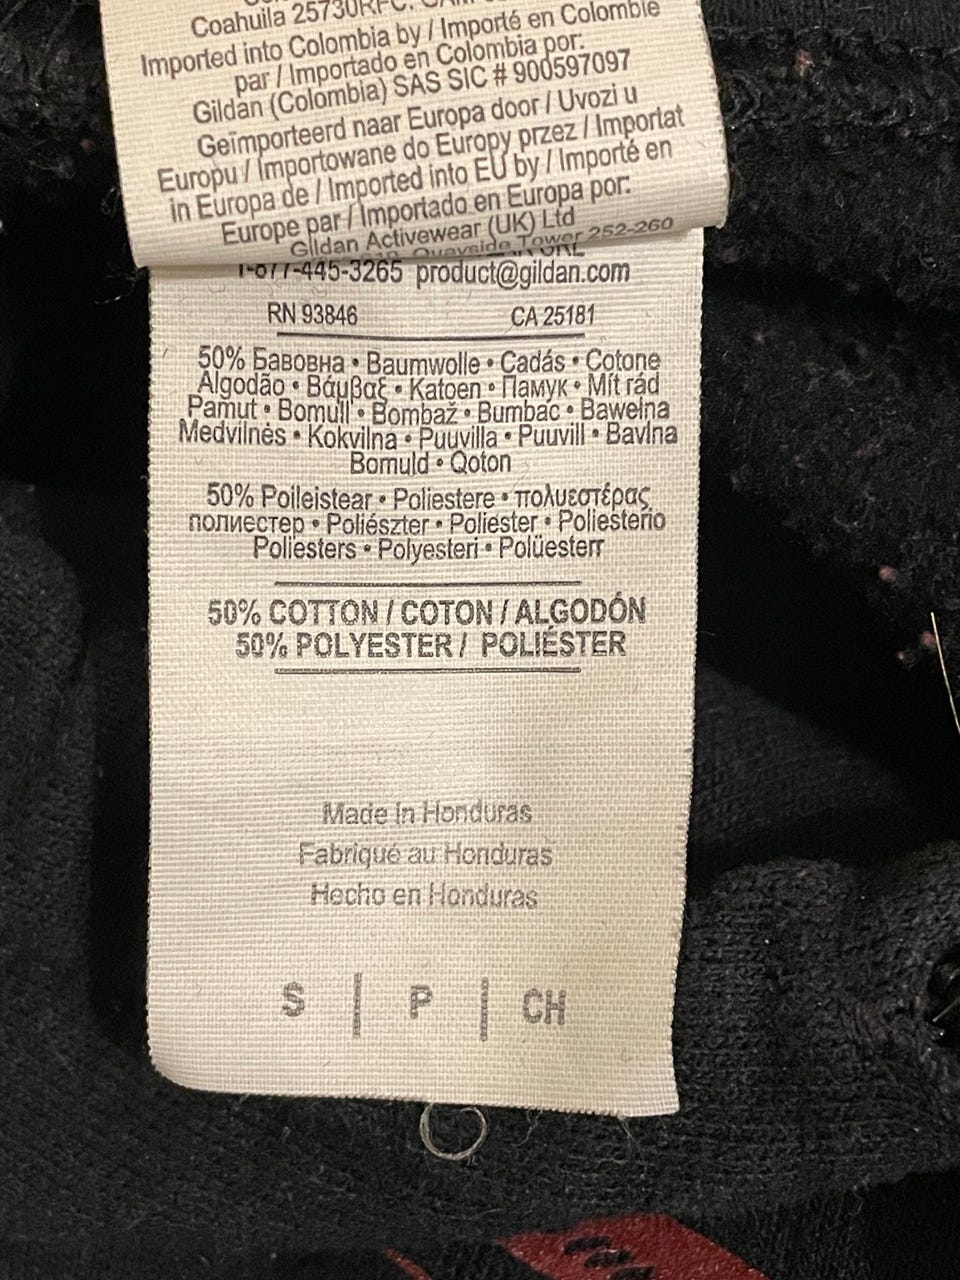 Coahuila 25730RFC:
Imported into Colombia by / Importé en Colombie
par / Importado en Colombia por:
Gildan (Colombia) SAS SIC # 900597097
Geïmporteerd naar Europa door / Uvozi u
Europu / Importowane do Europy przez / Importat
in Europa de / Imported into EU by / Importé en
Europe par / Importado en Europa por:
Gildan Activewear (UK) Ltd
Quayside Tower 252-260
1-877-445-3265 product@gildan.com
RN 93846 CA 25181
50% Бавовна • Baumwolle • Cadás • Cotone
Algodão • Βάμβαξ • Katoen • Памук • Mít rád
Pamut • Bomull • Bombaž • Bumbac • Bawełna
Medvilnės • Kokvilna • Puuvilla • Puuvill • Bavlna
Bomuld • Qoton
50% Poileistear • Poliestere • πολυεστέρας
полиестер • Poliészter • Poliester • Poliesterio
Poliesters • Polyesteri • Polüesterr
50% COTTON / COTON / ALGODÓN
50% POLYESTER / POLIÉSTER
Made in Honduras
Fabriqué au Honduras
Hecho en Honduras
S | P | CH